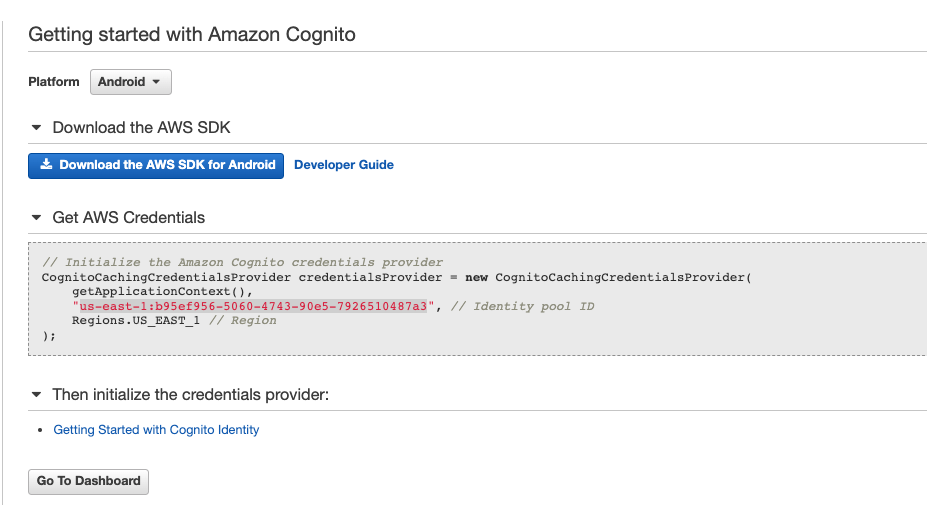 Getting started with Amazon Cognito
Platform Android
Download the AWS SDK
Download the AWS SDK for Android Developer Guide
Get AWS Credentials
// Initialize the Amazon Cognito credentials provider
CognitoCachingCredentialsProvider credentialsProvider = new CognitoCachingCredentialsProvider(
getApplicationContext(),
"us-east-1:b95ef956-5060-4743-90e5-7926510487a3", // Identity pool ID
Regions.US_EAST_1 // Region
);
Then initialize the credentials provider:
• Getting Started with Cognito Identity
Go To Dashboard